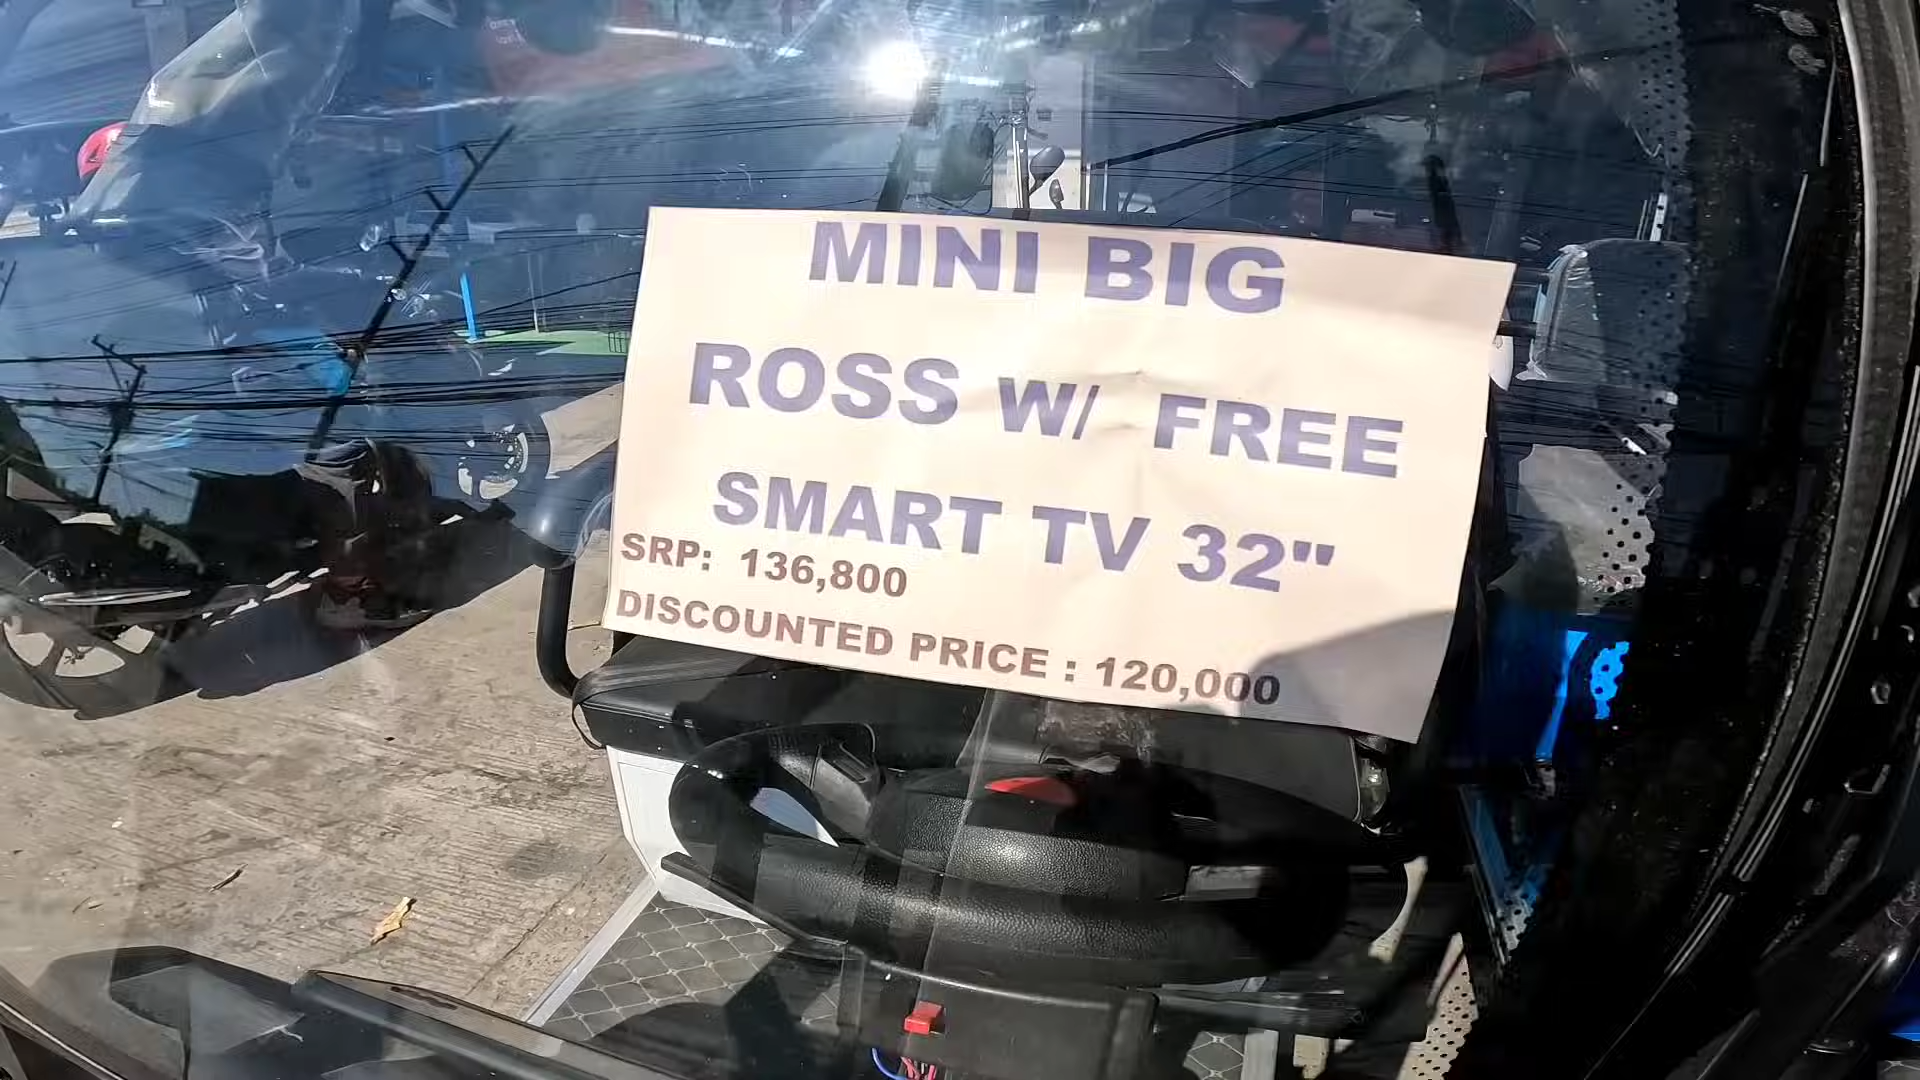 MINI BIG
ROSS W/ FREE
SMART TV 32"
SRP: 136,800
DISCOUNTED PRICE : 120,000